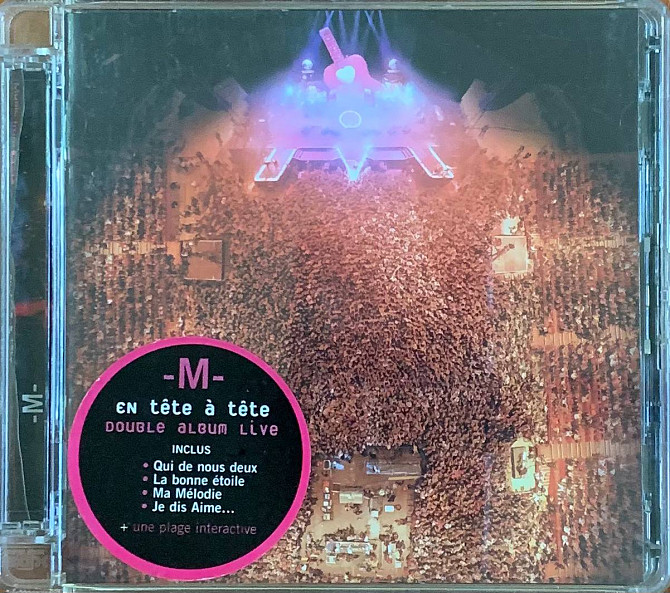 -M-
-M-
єn tête à tête
DOUBLE aLBUM Live
INCLUS
• Qui de nous deux
• La bonne étoile
• Ma Mélodie
• Je dis Aime...
+ une plage interactive